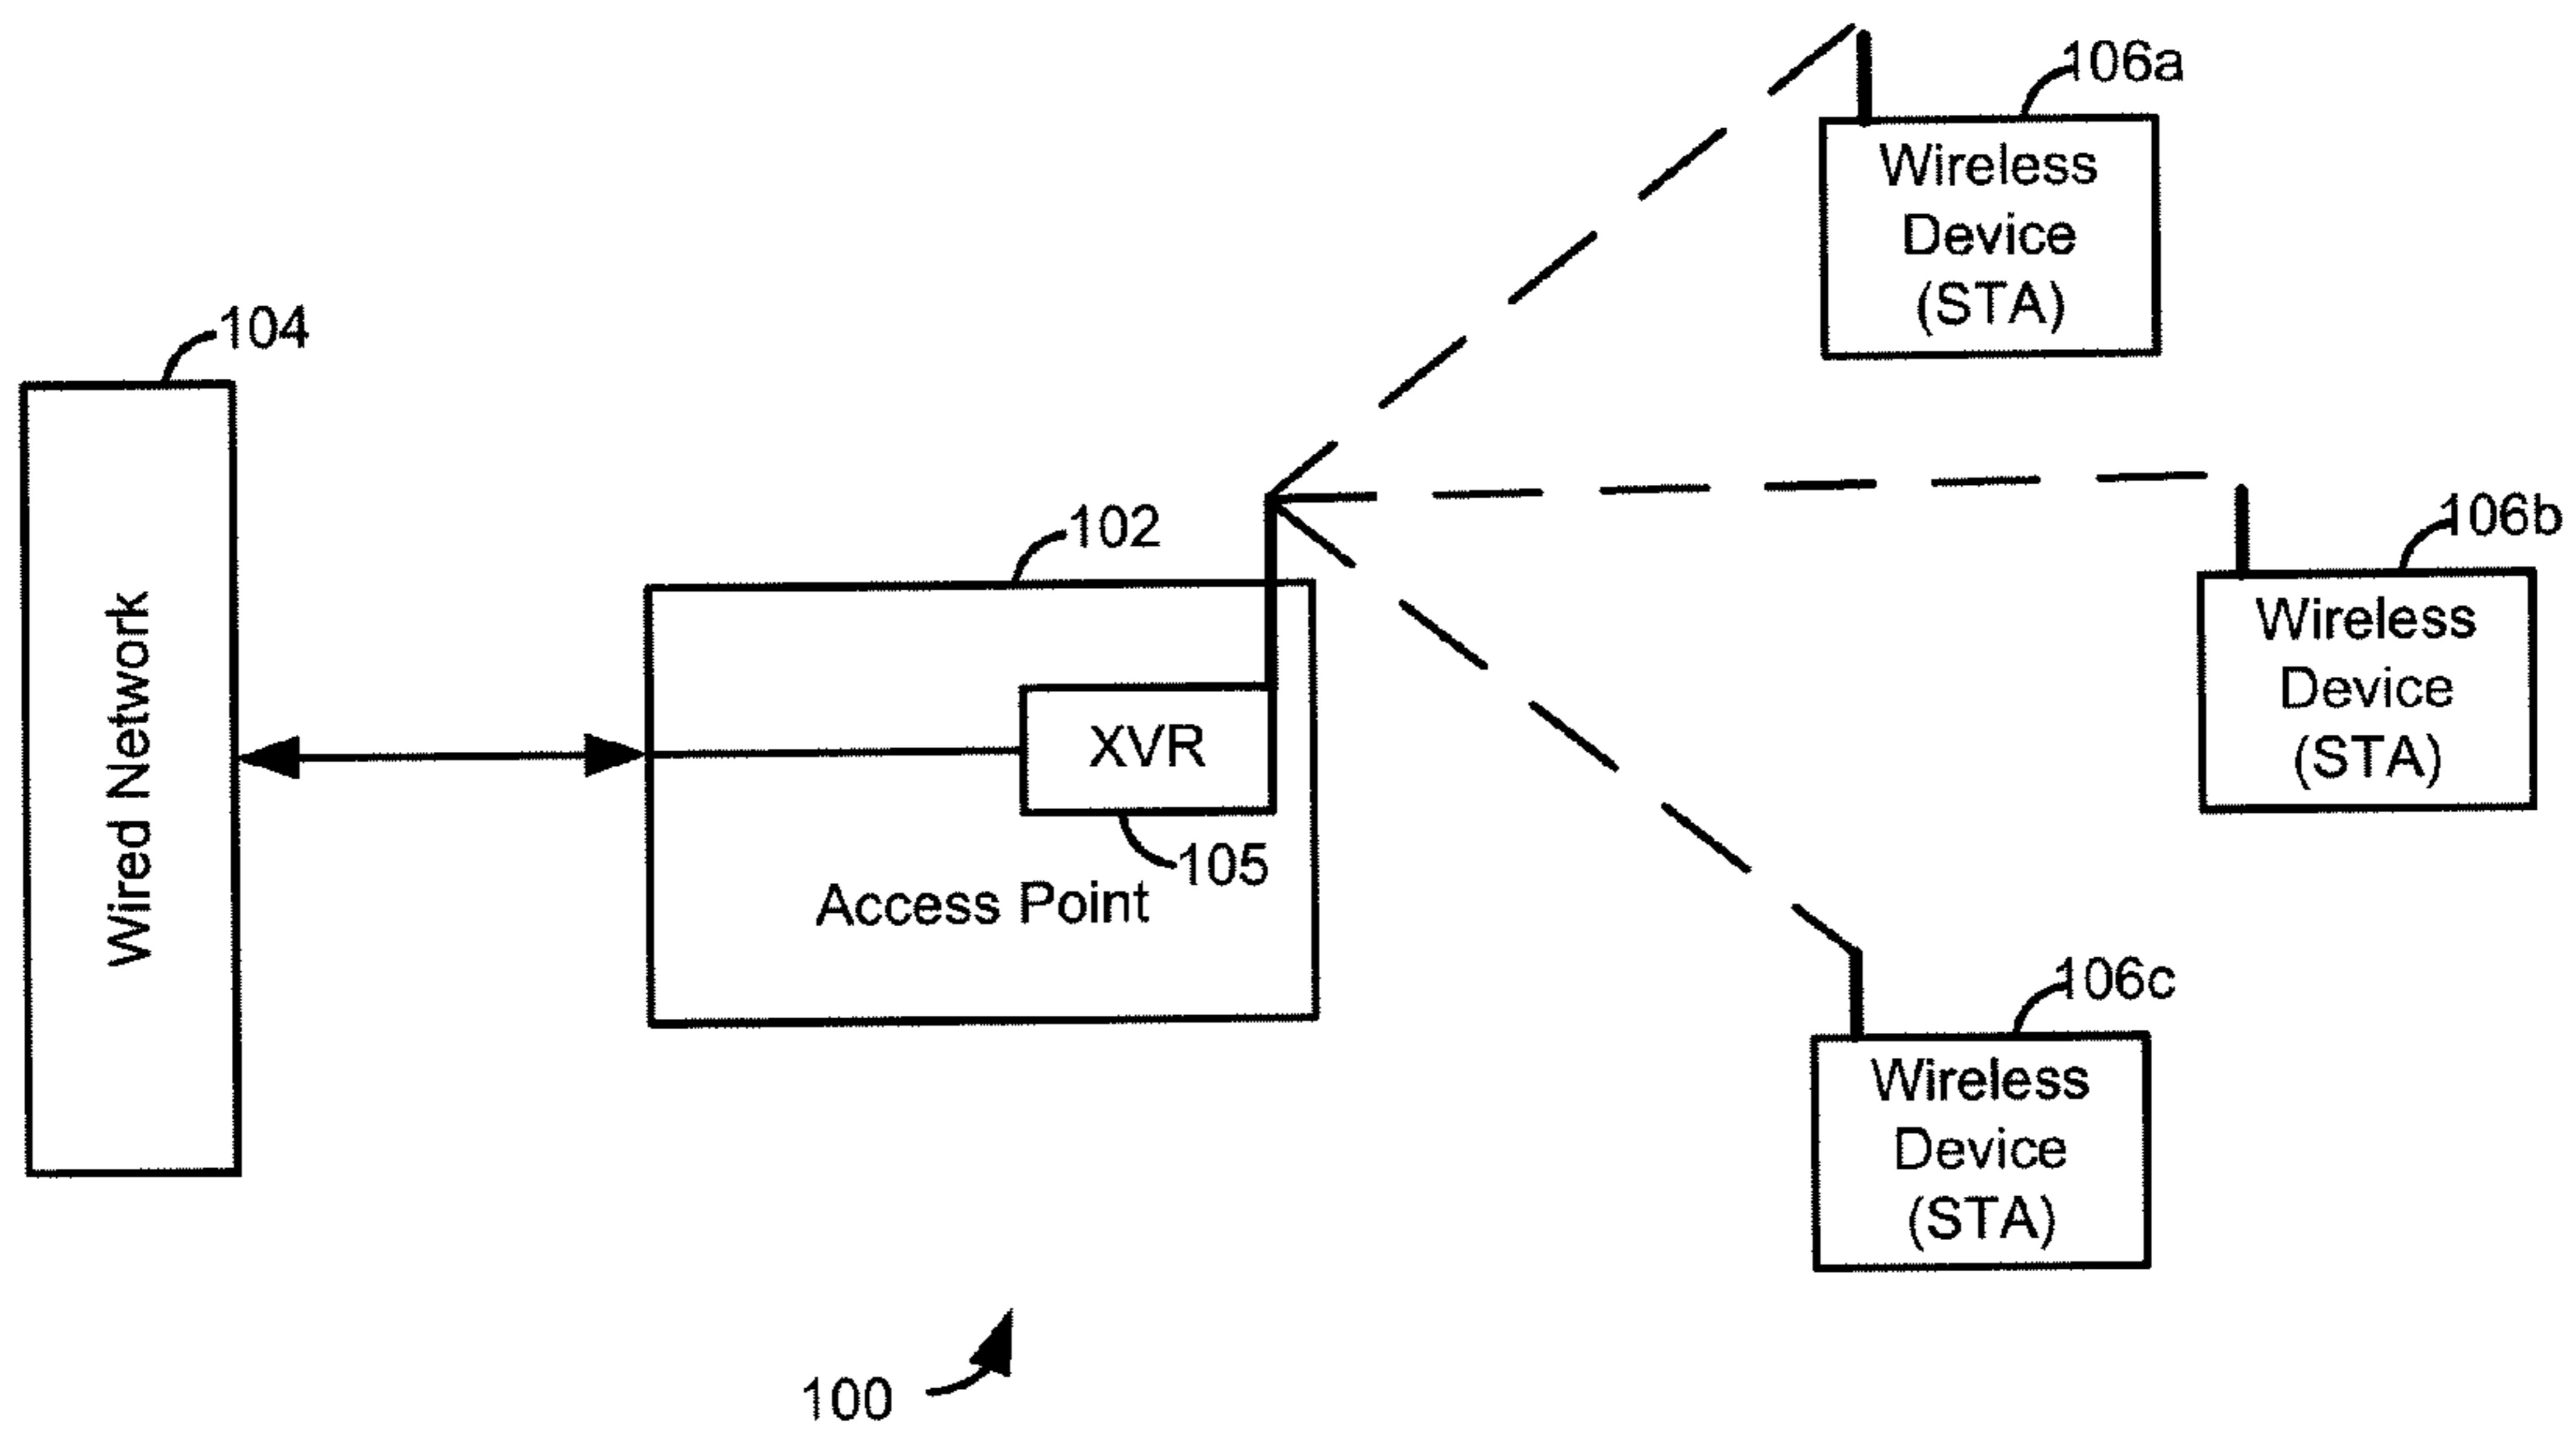 106a
Wireless
Device
(STA)
104
Wired Network
102
XVR
105
Access Point
106b
Wireless
Device
(STA)
106c
Wireless
Device
(STA)
100